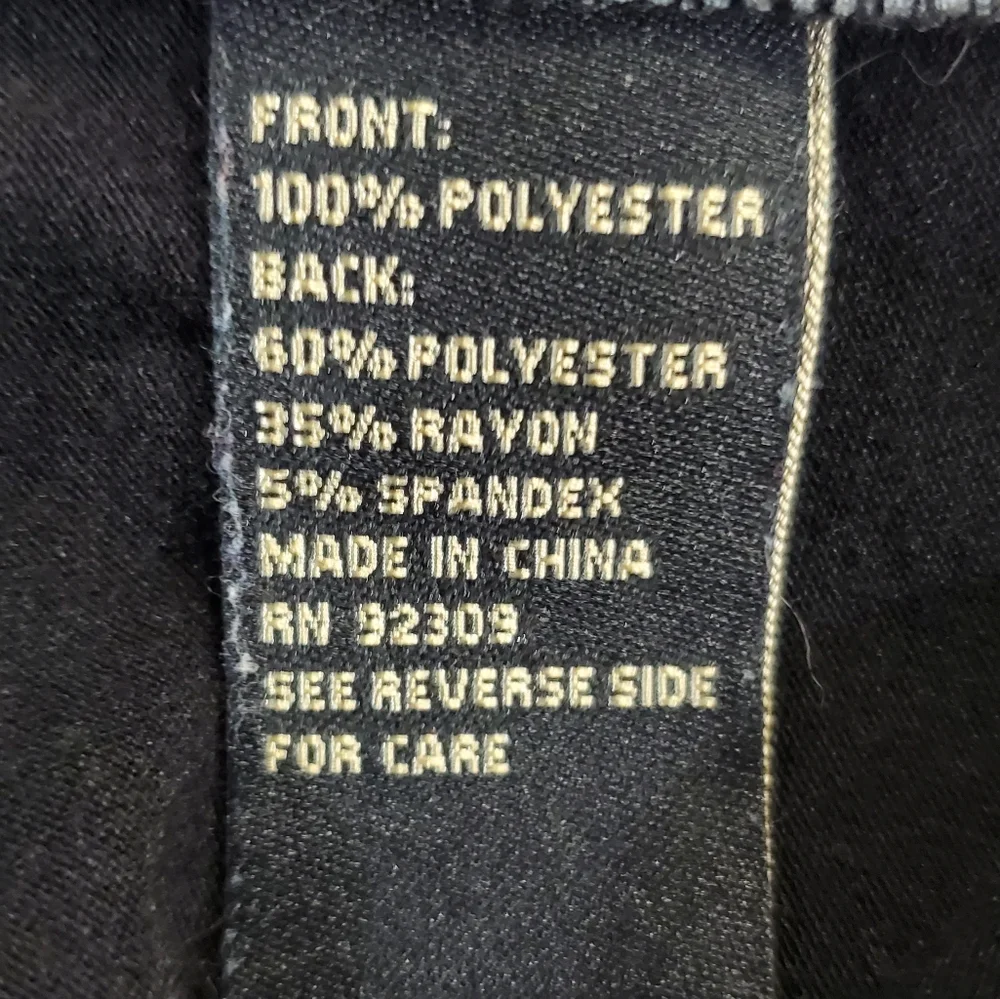 FRONT:
100% POLYESTER
BACK:
60% POLYESTER
35% RAYON
5% SPANDEX
MADE IN CHINA
RN 92309
SEE REVERSE SIDE
FOR CARE